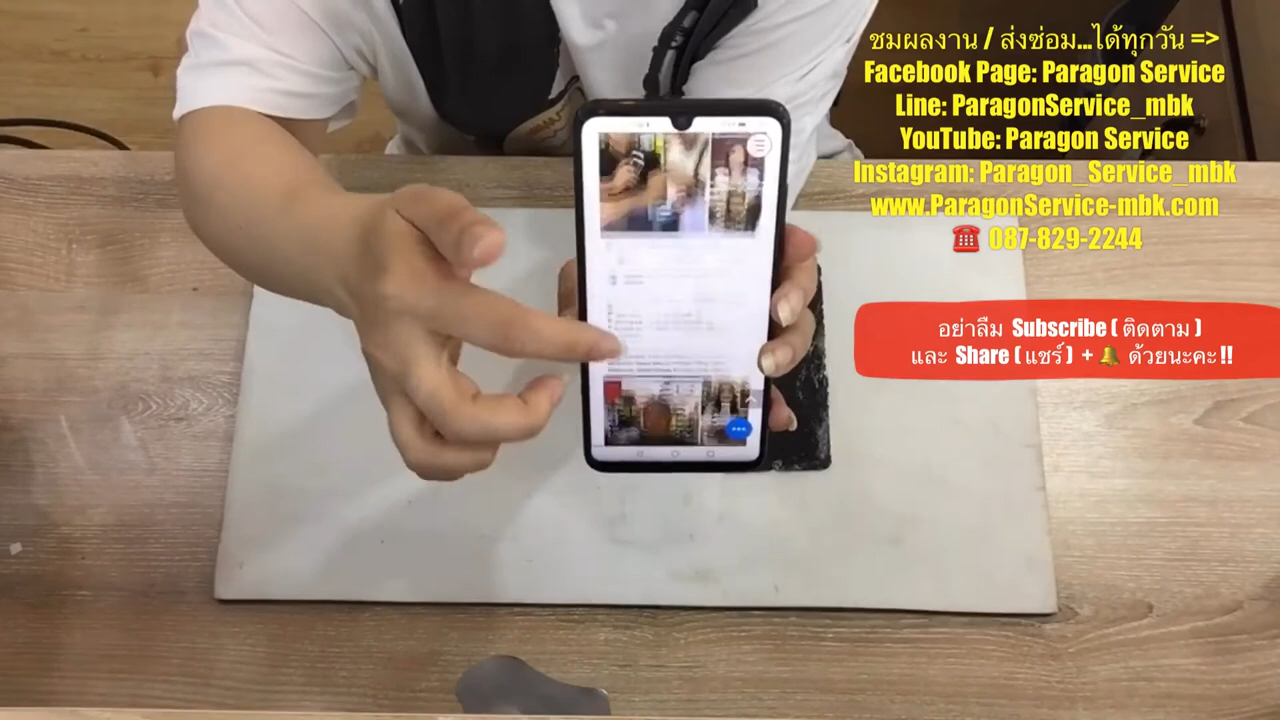 ชมผลงาน / ส่งซ่อม...ได้ทุกวัน =>
Facebook Page: Paragon Service
Line: ParagonService_mbk
YouTube: Paragon Service
Instagram: Paragon_Service_mbk
www.ParagonService-mbk.com
☎️ 087-829-2244
อย่าลืม Subscribe ( ติดตาม )
และ Share ( แชร์ ) + 🔔 ด้วยนะคะ !!